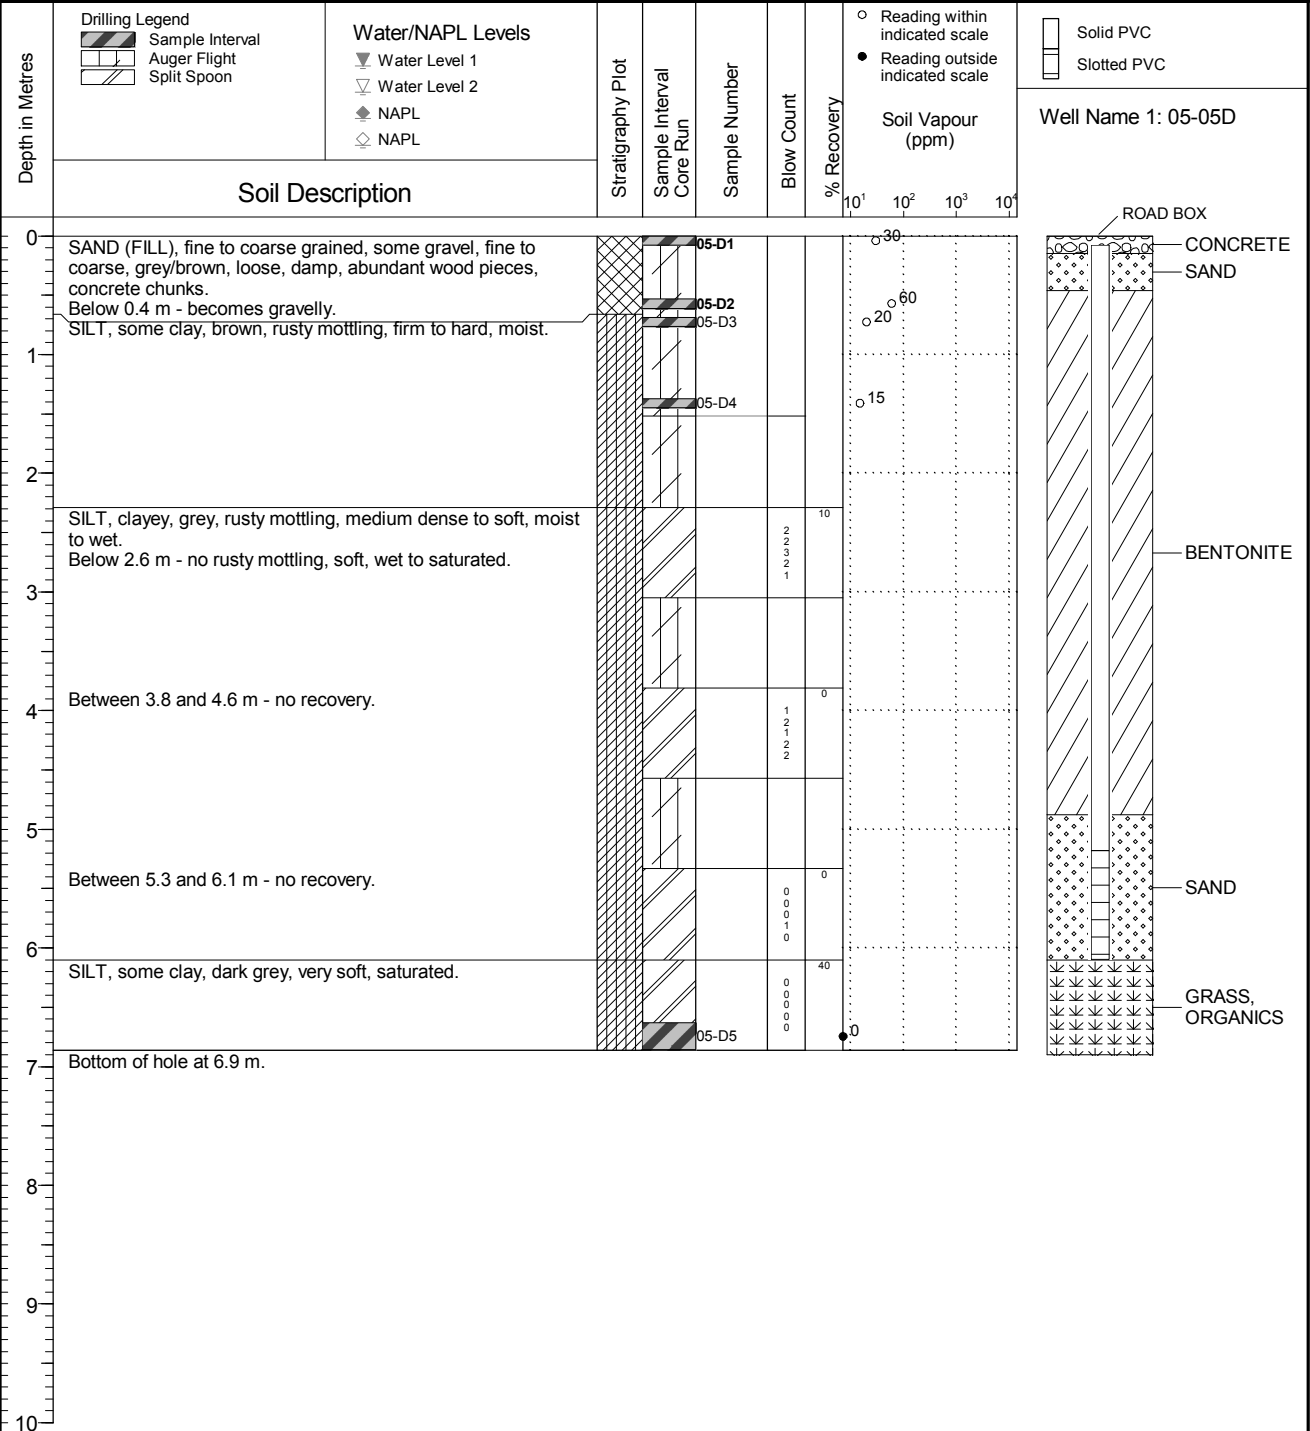 Drilling Legend
Sample Interval
Auger Flight
Split Spoon
Water/NAPL Levels
Water Level 1
Water Level 2
NAPL
NAPL
Depth in Metres
Soil Description
Stratigraphy Plot
Sample Interval
Core Run
Sample Number
Blow Count
% Recovery
Reading within
indicated scale
Reading outside
indicated scale
Soil Vapour
(ppm)
10¹ 10² 10³ 10⁴
Solid PVC
Slotted PVC
Well Name 1: 05-05D
ROAD BOX
CONCRETE
SAND
BENTONITE
SAND
GRASS,
ORGANICS
0
1
2
3
4
5
6
7
8
9
10
SAND (FILL), fine to coarse grained, some gravel, fine to
coarse, grey/brown, loose, damp, abundant wood pieces,
concrete chunks.
Below 0.4 m - becomes gravelly.
SILT, some clay, brown, rusty mottling, firm to hard, moist.
SILT, clayey, grey, rusty mottling, medium dense to soft, moist
to wet.
Below 2.6 m - no rusty mottling, soft, wet to saturated.
Between 3.8 and 4.6 m - no recovery.
Between 5.3 and 6.1 m - no recovery.
SILT, some clay, dark grey, very soft, saturated.
Bottom of hole at 6.9 m.
05-D1
05-D2
05-D3
05-D4
05-D5
2
2
3
2
1
1
2
1
2
2
0
0
0
1
0
0
0
0
0
0
10
0
0
40
30
60
20
15
0